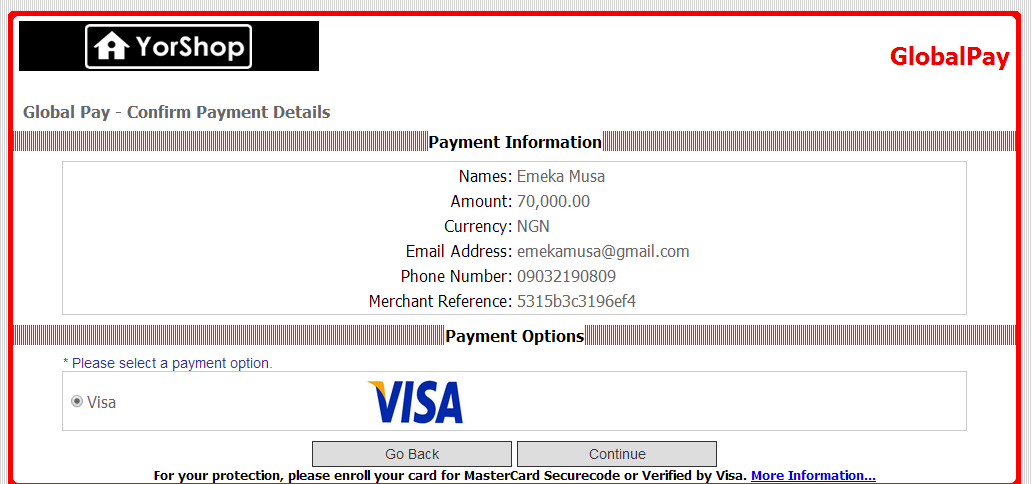 YorShop
GlobalPay
Global Pay - Confirm Payment Details
Payment Information
Names: Emeka Musa
Amount: 70,000.00
Currency: NGN
Email Address: emekamusa@gmail.com
Phone Number: 09032190809
Merchant Reference: 5315b3c3196ef4
Payment Options
* Please select a payment option.
Visa VISA
Go Back Continue
For your protection, please enroll your card for MasterCard Securecode or Verified by Visa. More Information...